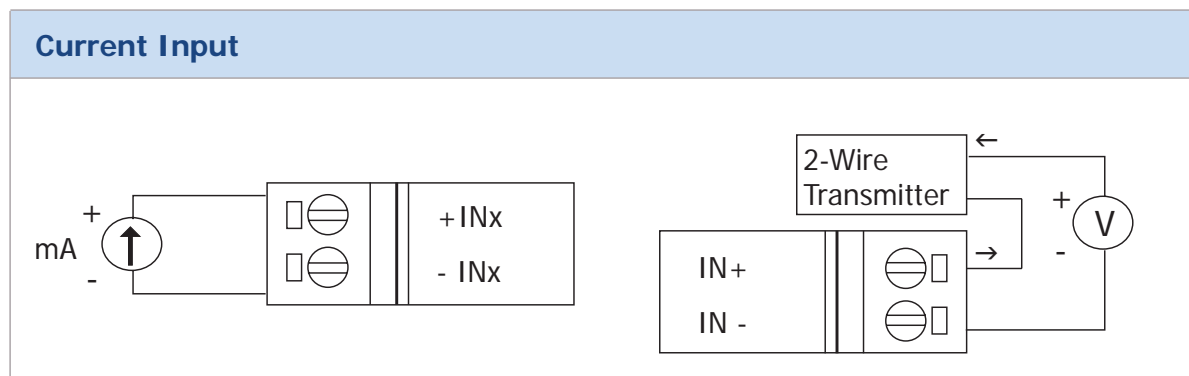 Current Input
+
mA
-
+INx
- INx
2-Wire
Transmitter
←
→
IN+
IN -
+
V
-